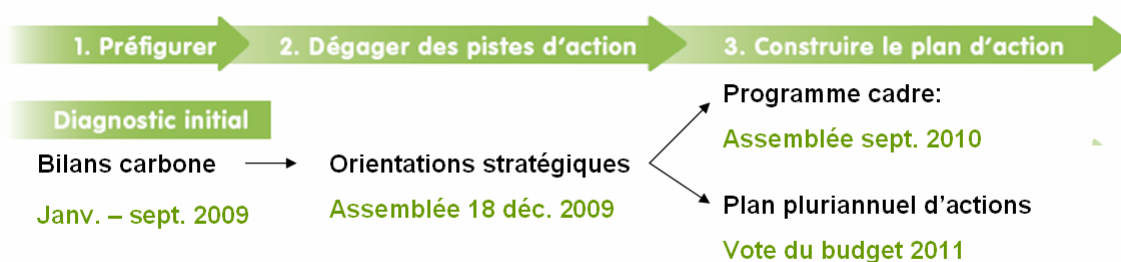 1. Préfigurer
2. Dégager des pistes d'action
3. Construire le plan d'action
Diagnostic initial
Bilans carbone
Janv. – sept. 2009
Orientations stratégiques
Assemblée 18 déc. 2009
Programme cadre:
Assemblée sept. 2010
Plan pluriannuel d'actions
Vote du budget 2011